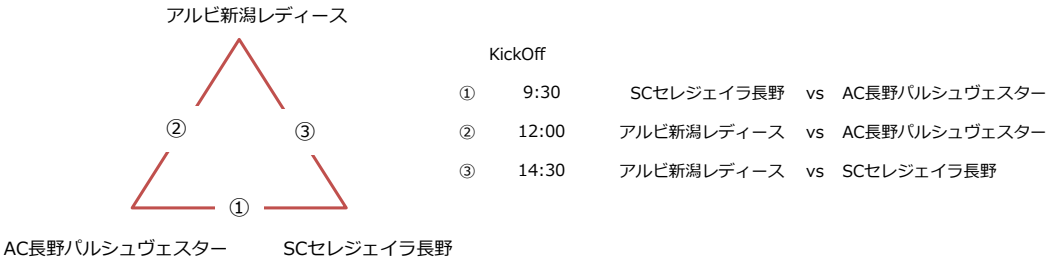 アルビ新潟レディース
KickOff
① 9:30 SCセレジェイラ長野 vs AC長野パルシュヴェスター
② ③ ② 12:00 アルビ新潟レディース vs AC長野パルシュヴェスター
③ 14:30 アルビ新潟レディース vs SCセレジェイラ長野
①
AC長野パルシュヴェスター SCセレジェイラ長野